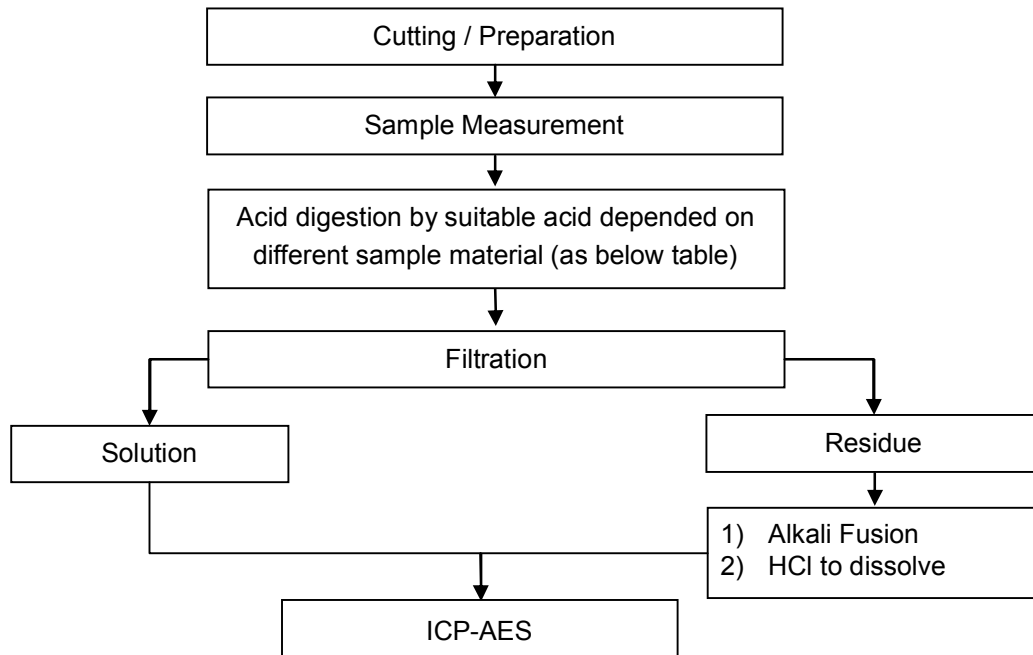 Cutting / Preparation
Sample Measurement
Acid digestion by suitable acid depended on
different sample material (as below table)
Filtration
Solution
Residue
1) Alkali Fusion
2) HCl to dissolve
ICP-AES